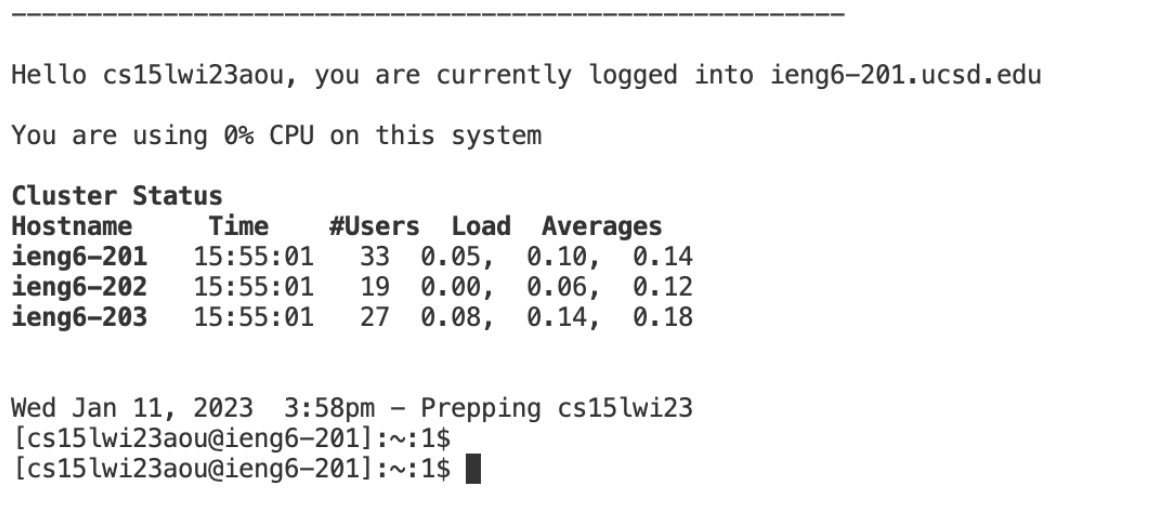 -------------------------------------------------------
Hello cs15lwi23aou, you are currently logged into ieng6-201.ucsd.edu
You are using 0% CPU on this system
Cluster Status
Hostname     Time    #Users  Load  Averages
ieng6-201   15:55:01   33  0.05,  0.10,  0.14
ieng6-202   15:55:01   19  0.00,  0.06,  0.12
ieng6-203   15:55:01   27  0.08,  0.14,  0.18
Wed Jan 11, 2023  3:58pm - Prepping cs15lwi23
[cs15lwi23aou@ieng6-201]:~:1$
[cs15lwi23aou@ieng6-201]:~:1$